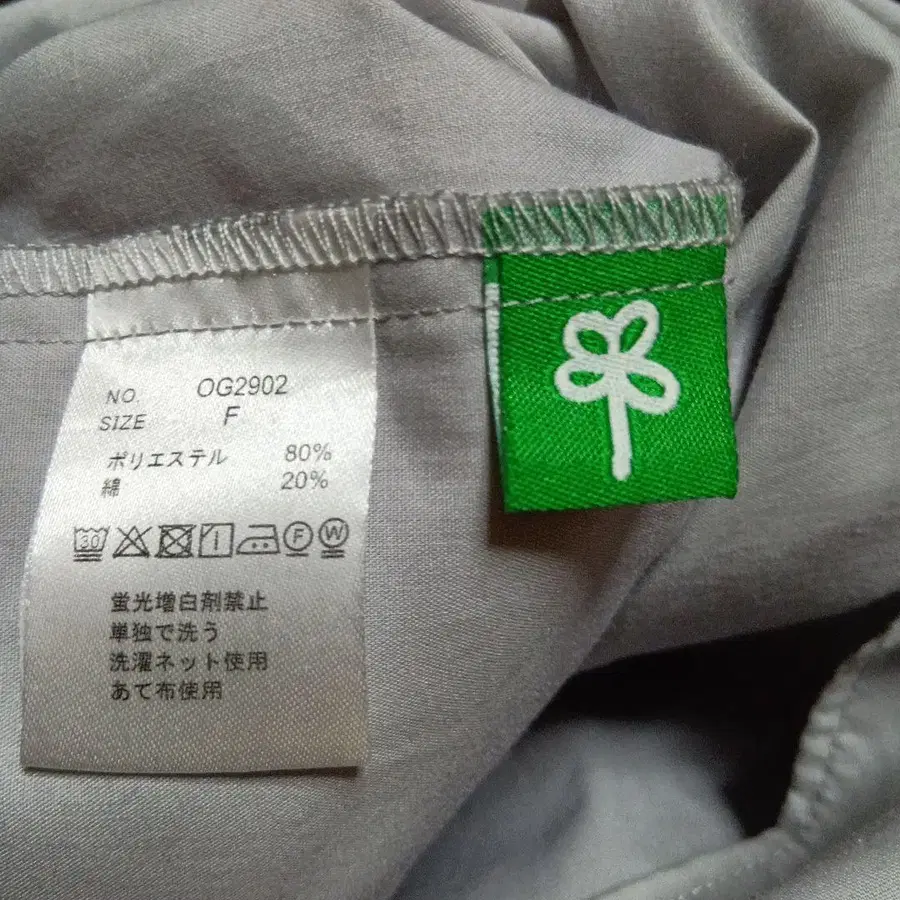 NO. OG2902
SIZE F
ポリエステル 80%
綿 20%
30 F W
蛍光増白剤禁止
単独で洗う
洗濯ネット使用
あて布使用